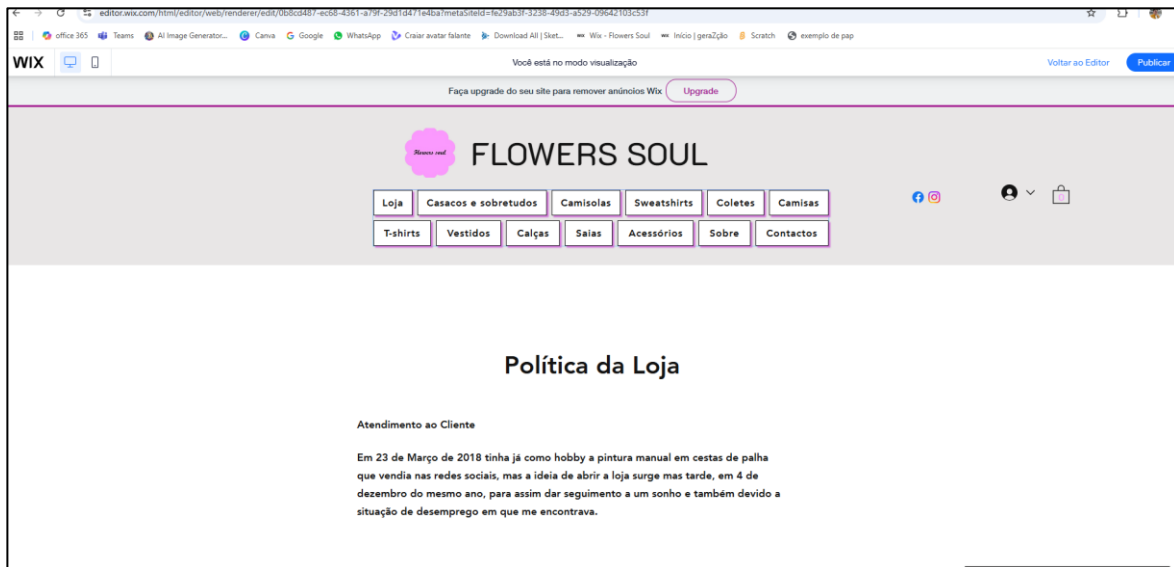 editor.wix.com/html/editor/web/renderer/edit/0b8cd487-ec68-4361-a79f-29d1d471e4ba?metaSiteId=fe29ab3f-3238-49d3-a529-09642103c53f
office 365 Teams AI Image Generator... Canva Google WhatsApp Craiar avatar falante Download All | Sket... Wix - Flowers Soul Início | geraZção Scratch exemplo de pap
WIX Você está no modo visualização Voltar ao Editor Publicar
Faça upgrade do seu site para remover anúncios Wix Upgrade
Flowers soul FLOWERS SOUL
Loja Casacos e sobretudos Camisolas Sweatshirts Coletes Camisas 0
T-shirts Vestidos Calças Saias Acessórios Sobre Contactos
Política da Loja
Atendimento ao Cliente
Em 23 de Março de 2018 tinha já como hobby a pintura manual em cestas de palha
que vendia nas redes sociais, mas a ideia de abrir a loja surge mas tarde, em 4 de
dezembro do mesmo ano, para assim dar seguimento a um sonho e também devido a
situação de desemprego em que me encontrava.